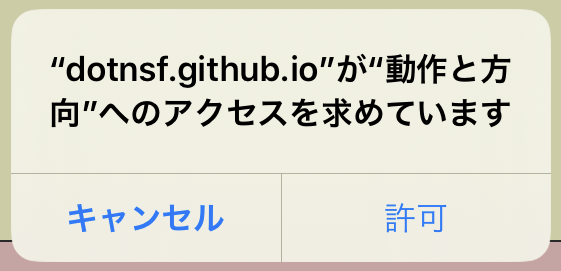 “dotnsf.github.io”が“動作と方
向”へのアクセスを求めています
キャンセル
許可